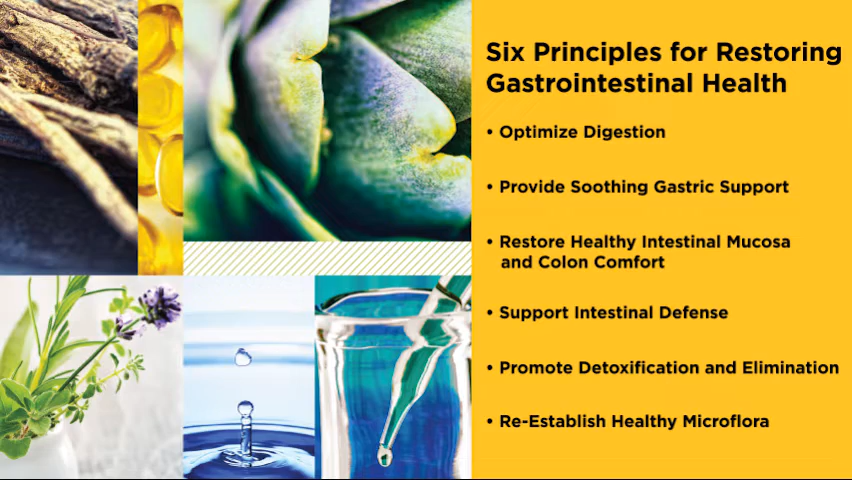 Six Principles for Restoring
Gastrointestinal Health
• Optimize Digestion
• Provide Soothing Gastric Support
• Restore Healthy Intestinal Mucosa
and Colon Comfort
• Support Intestinal Defense
• Promote Detoxification and Elimination
• Re-Establish Healthy Microflora